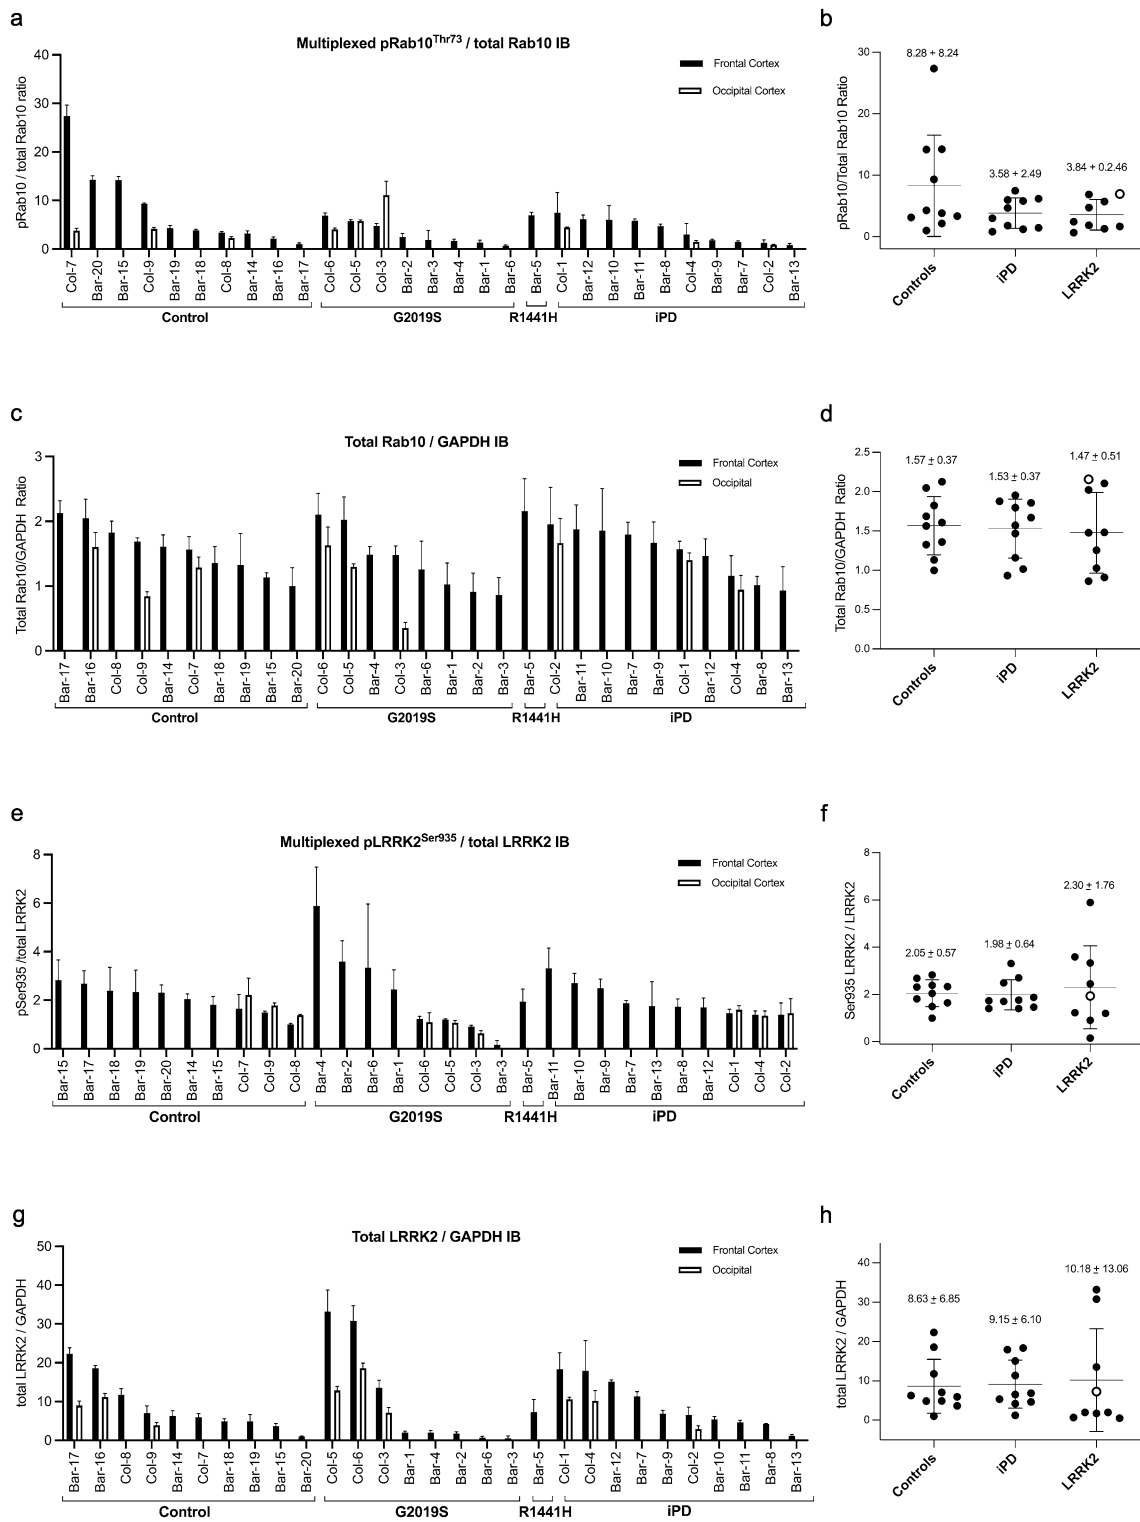 a
Multiplexed pRab10Thr73 / total Rab10 IB
pRab10 / total Rab10 ratio
40
30
20
10
0
Frontal Cortex
Occipital Cortex
Col-7 Bar-20 Bar-15 Col-9 Bar-19 Bar-18 Col-8 Bar-14 Bar-16 Bar-17 Col-6 Col-5 Col-3 Bar-2 Bar-3 Bar-4 Bar-1 Bar-6 Bar-5 Col-1 Bar-12 Bar-10 Bar-11 Bar-8 Col-4 Bar-9 Bar-7 Col-2 Bar-13
Control G2019S R1441H iPD
b
pRab10/Total Rab10 Ratio
30
20
10
0
8.28 + 8.24
3.58 + 2.49
3.84 + 0.2.46
Controls iPD LRRK2
c
Total Rab10 / GAPDH IB
Total Rab10/GAPDH Ratio
3
2
1
0
Frontal Cortex
Occipital
Bar-17 Bar-16 Col-8 Col-9 Bar-14 Col-7 Bar-18 Bar-19 Bar-15 Bar-20 Col-6 Col-5 Bar-4 Col-3 Bar-6 Bar-1 Bar-2 Bar-3 Bar-5 Col-2 Bar-11 Bar-10 Bar-7 Bar-9 Col-1 Bar-12 Col-4 Bar-8 Bar-13
Control G2019S R1441H iPD
d
Total Rab10/GAPDH Ratio
2.5
2.0
1.5
1.0
0.5
0.0
1.57 ± 0.37
1.53 ± 0.37
1.47 ± 0.51
Controls iPD LRRK2
e
Multiplexed pLRRK2Ser935 / total LRRK2 IB
pSer935 /total LRRK2
8
6
4
2
0
Frontal Cortex
Occipital Cortex
Bar-15 Bar-17 Bar-18 Bar-19 Bar-20 Bar-14 Bar-15 Col-7 Col-9 Col-8 Bar-4 Bar-2 Bar-6 Bar-1 Col-6 Col-5 Col-3 Bar-3 Bar-5 Bar-11 Bar-10 Bar-9 Bar-7 Bar-13 Bar-8 Bar-12 Col-1 Col-4 Col-2
Control G2019S R1441H iPD
f
Ser935 LRRK2 / LRRK2
8
6
4
2
0
2.05 ± 0.57
1.98 ± 0.64
2.30 ± 1.76
Controls iPD LRRK2
g
Total LRRK2 / GAPDH IB
total LRRK2 / GAPDH
50
40
30
20
10
0
Frontal Cortex
Occipital
Bar-17 Bar-16 Col-8 Col-9 Bar-14 Col-7 Bar-18 Bar-19 Bar-15 Bar-20 Col-5 Col-6 Col-3 Bar-1 Bar-4 Bar-2 Bar-6 Bar-3 Bar-5 Col-1 Col-4 Bar-12 Bar-7 Bar-9 Col-2 Bar-10 Bar-11 Bar-8 Bar-13
Control G2019S R1441H iPD
h
total LRRK2 / GAPDH
40
30
20
10
0
8.63 ± 6.85
9.15 ± 6.10
10.18 ± 13.06
Controls iPD LRRK2